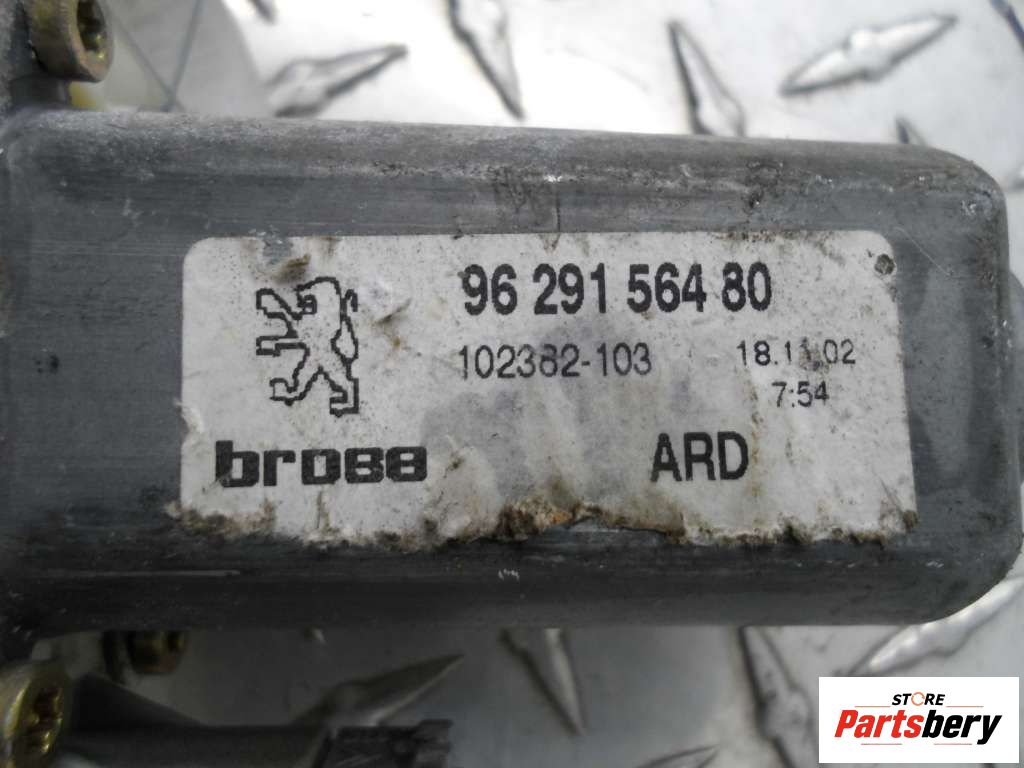 96 291 564 80
102382-103
18.11.02
7:54
brose
ARD
STORE
Partsbery